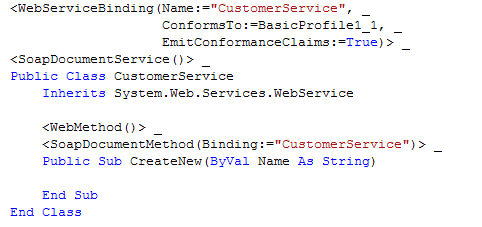 <WebServiceBinding(Name:="CustomerService", _
ConformsTo:=BasicProfile1_1, _
EmitConformanceClaims:=True)> _
<SoapDocumentService()> _
Public Class CustomerService
Inherits System.Web.Services.WebService
<WebMethod()> _
<SoapDocumentMethod(Binding:="CustomerService")> _
Public Sub CreateNew(ByVal Name As String)
End Sub
End Class